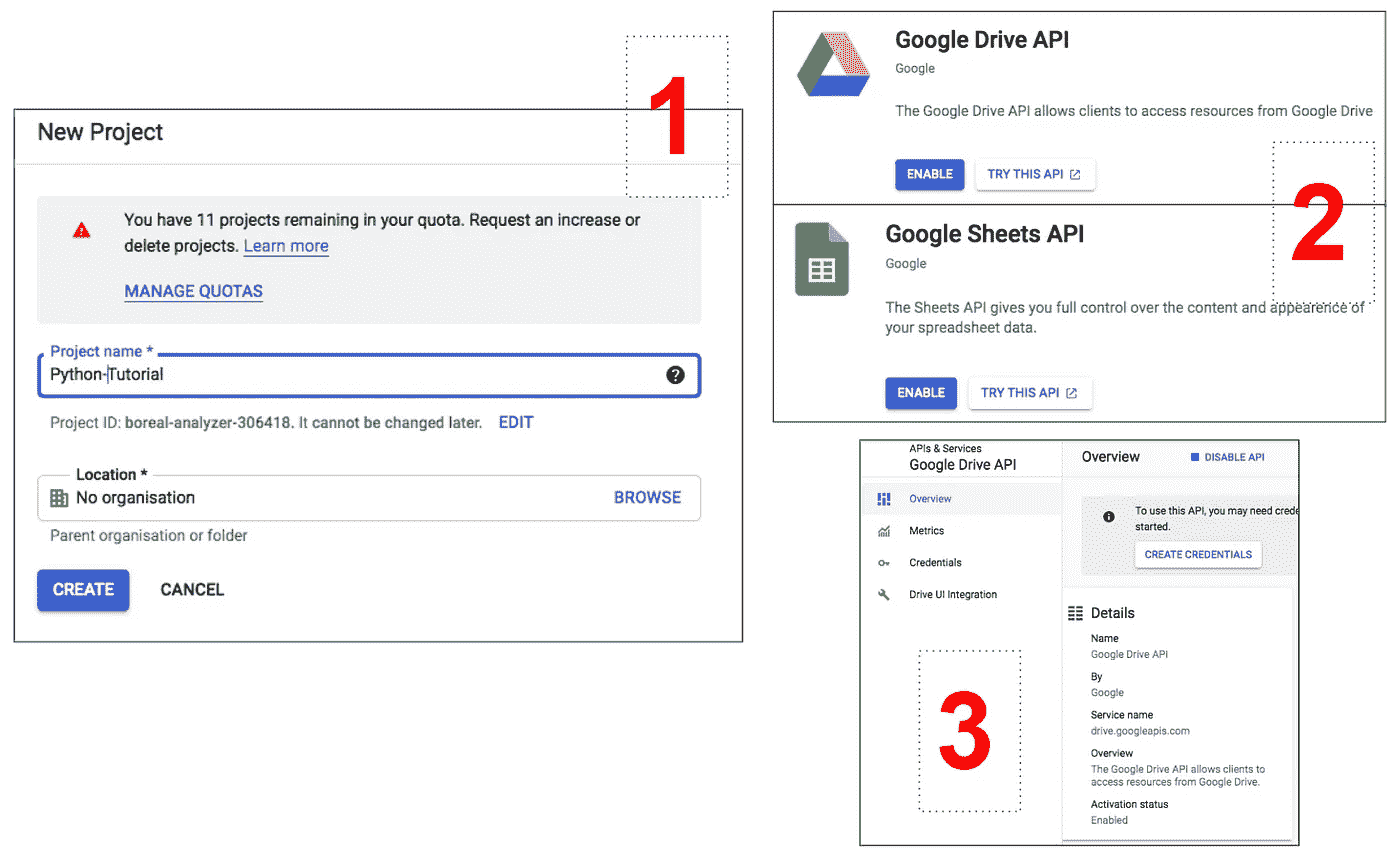 1
New Project
You have 11 projects remaining in your quota. Request an increase or
delete projects. Learn more
MANAGE QUOTAS
Project name *
Python-Tutorial
Project ID: boreal-analyzer-306418. It cannot be changed later. EDIT
Location *
No organisation BROWSE
Parent organisation or folder
CREATE CANCEL
Google Drive API
Google
The Google Drive API allows clients to access resources from Google Drive
ENABLE TRY THIS API
2
Google Sheets API
Google
The Sheets API gives you full control over the content and appearence of
your spreadsheet data.
ENABLE TRY THIS API
APIs & Services
Google Drive API
Overview
Metrics
Credentials
Drive UI Integration
3
Overview DISABLE API
To use this API, you may need crede
started.
CREATE CREDENTIALS
Details
Name
Google Drive API
By
Google
Service name
drive.googleapis.com
Overview
The Google Drive API allows clients to
access resources from Google Drive.
Activation status
Enabled